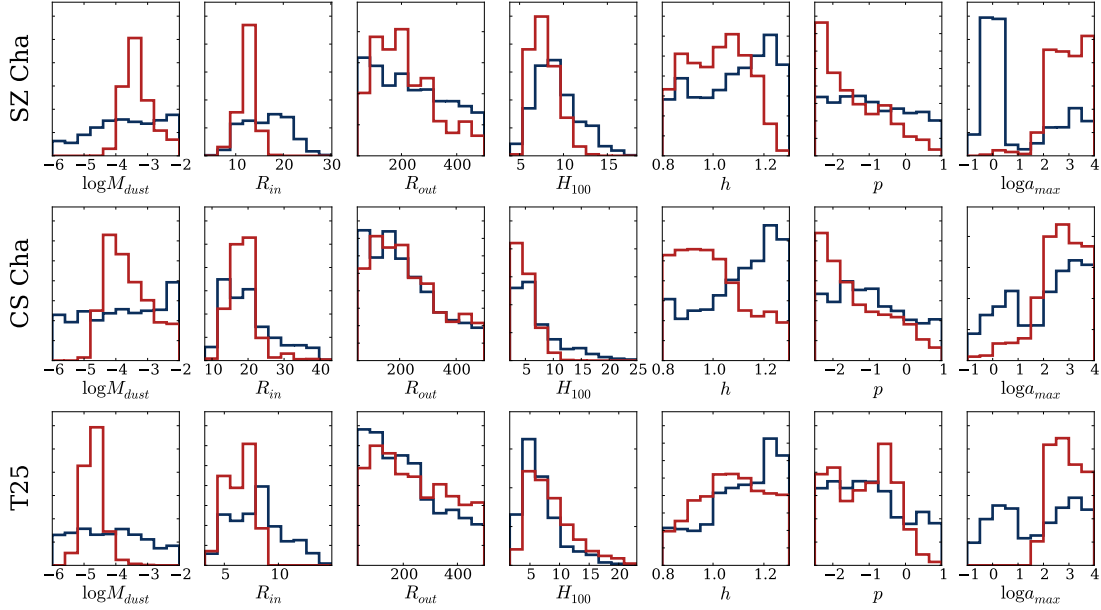 SZ Cha
−6 −5 −4 −3 −2 10 20 30 200 400 5 10 15 0.8 1.0 1.2 −2 −1 0 1 −1 0 1 2 3 4
logM_dust R_in R_out H_100 h p loga_max
CS Cha
−6 −5 −4 −3 −2 10 20 30 40 200 400 5 10 15 20 25 0.8 1.0 1.2 −2 −1 0 1 −1 0 1 2 3 4
logM_dust R_in R_out H_100 h p loga_max
T25
−6 −5 −4 −3 −2 5 10 200 400 5 10 15 20 0.8 1.0 1.2 −2 −1 0 1 −1 0 1 2 3 4
logM_dust R_in R_out H_100 h p loga_max